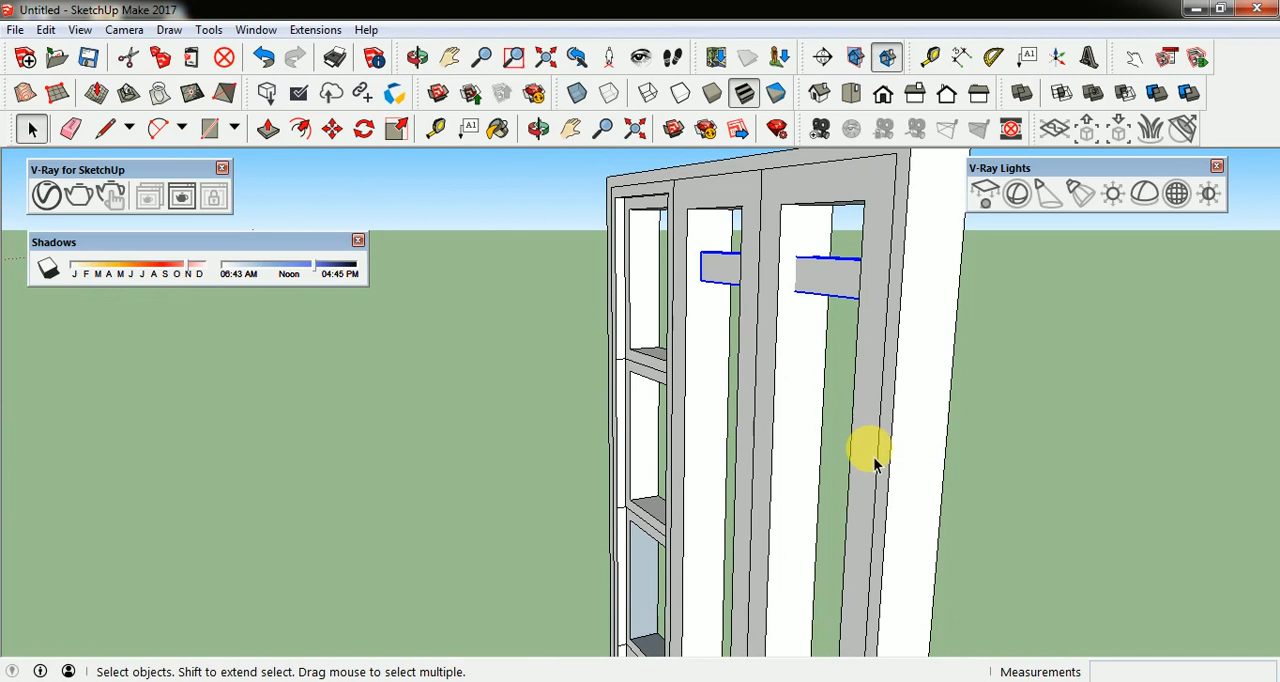 Untitled - SketchUp Make 2017
File Edit View Camera Draw Tools Window Extensions Help
A1
A1
V-Ray for SketchUp
V-Ray Lights
Shadows
J F M A M J J A S O N D 06:43 AM Noon 04:45 PM
Select objects. Shift to extend select. Drag mouse to select multiple. Measurements